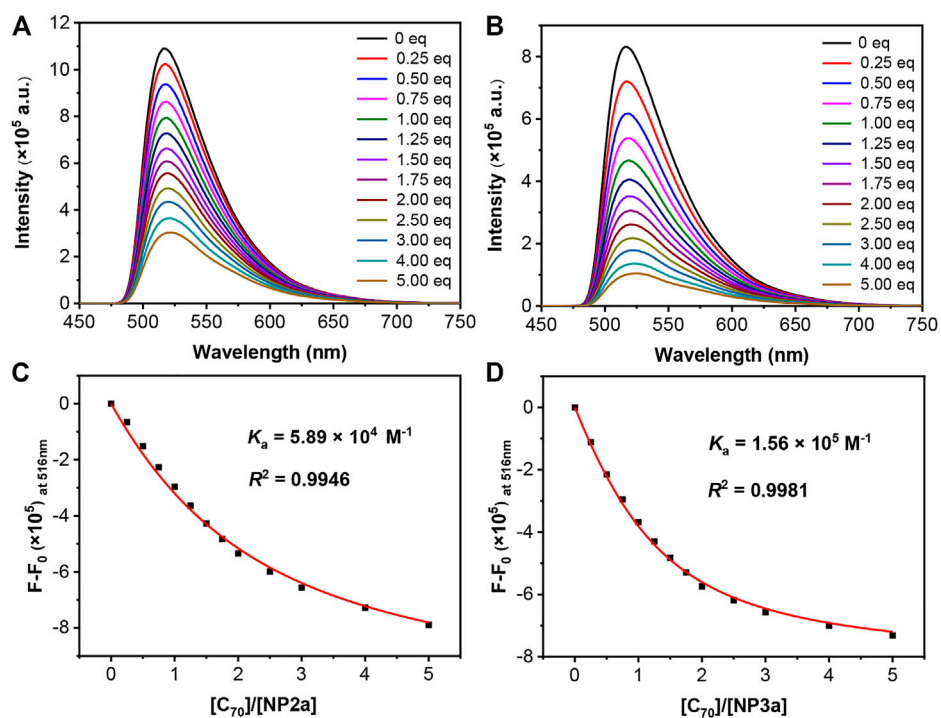 A
12
10
8
6
4
2
0
Intensity (×10⁵ a.u.)
450 500 550 600 650 700 750
Wavelength (nm)
0 eq
0.25 eq
0.50 eq
0.75 eq
1.00 eq
1.25 eq
1.50 eq
1.75 eq
2.00 eq
2.50 eq
3.00 eq
4.00 eq
5.00 eq
B
8
6
4
2
0
Intensity (×10⁵ a.u.)
450 500 550 600 650 700 750
Wavelength (nm)
0 eq
0.25 eq
0.50 eq
0.75 eq
1.00 eq
1.25 eq
1.50 eq
1.75 eq
2.00 eq
2.50 eq
3.00 eq
4.00 eq
5.00 eq
C
0
-2
-4
-6
-8
F-F₀ (×10⁵) at 516nm
Kₐ = 5.89 × 10⁴ M⁻¹
R² = 0.9946
0 1 2 3 4 5
[C₇₀]/[NP2a]
D
0
-2
-4
-6
-8
F-F₀ (×10⁵) at 516nm
Kₐ = 1.56 × 10⁵ M⁻¹
R² = 0.9981
0 1 2 3 4 5
[C₇₀]/[NP3a]